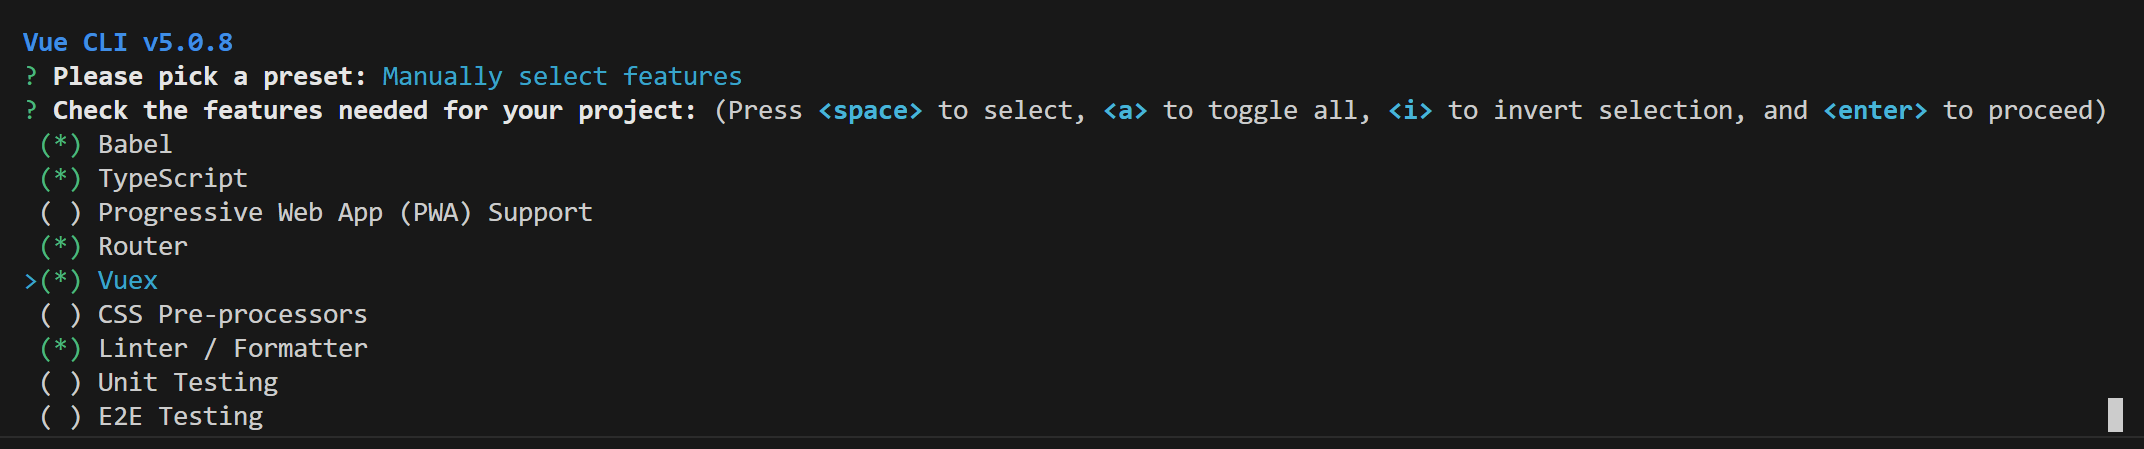 Vue CLI v5.0.8
? Please pick a preset: Manually select features
? Check the features needed for your project: (Press <space> to select, <a> to toggle all, <i> to invert selection, and <enter> to proceed)
(*) Babel
(*) TypeScript
( ) Progressive Web App (PWA) Support
(*) Router
>(*) Vuex
( ) CSS Pre-processors
(*) Linter / Formatter
( ) Unit Testing
( ) E2E Testing